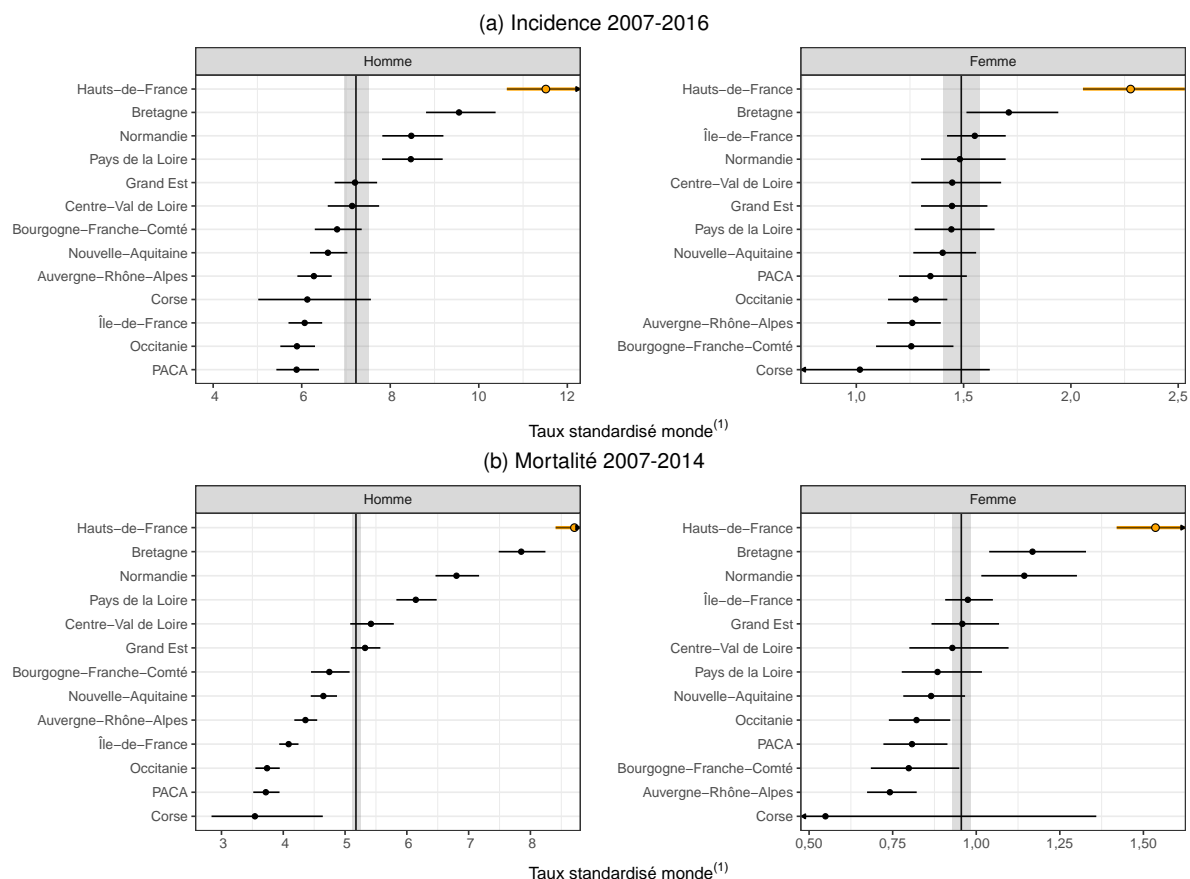 (a) Incidence 2007-2016
Homme
Hauts−de−France
Bretagne
Normandie
Pays de la Loire
Grand Est
Centre−Val de Loire
Bourgogne−Franche−Comté
Nouvelle−Aquitaine
Auvergne−Rhône−Alpes
Corse
Île−de−France
Occitanie
PACA
4 6 8 10 12
Femme
Hauts−de−France
Bretagne
Île−de−France
Normandie
Centre−Val de Loire
Grand Est
Pays de la Loire
Nouvelle−Aquitaine
PACA
Occitanie
Auvergne−Rhône−Alpes
Bourgogne−Franche−Comté
Corse
1,0 1,5 2,0 2,5
Taux standardisé monde(1)
(b) Mortalité 2007-2014
Homme
Hauts−de−France
Bretagne
Normandie
Pays de la Loire
Centre−Val de Loire
Grand Est
Bourgogne−Franche−Comté
Nouvelle−Aquitaine
Auvergne−Rhône−Alpes
Île−de−France
Occitanie
PACA
Corse
3 4 5 6 7 8
Femme
Hauts−de−France
Bretagne
Normandie
Île−de−France
Grand Est
Centre−Val de Loire
Pays de la Loire
Nouvelle−Aquitaine
Occitanie
PACA
Bourgogne−Franche−Comté
Auvergne−Rhône−Alpes
Corse
0,50 0,75 1,00 1,25 1,50
Taux standardisé monde(1)